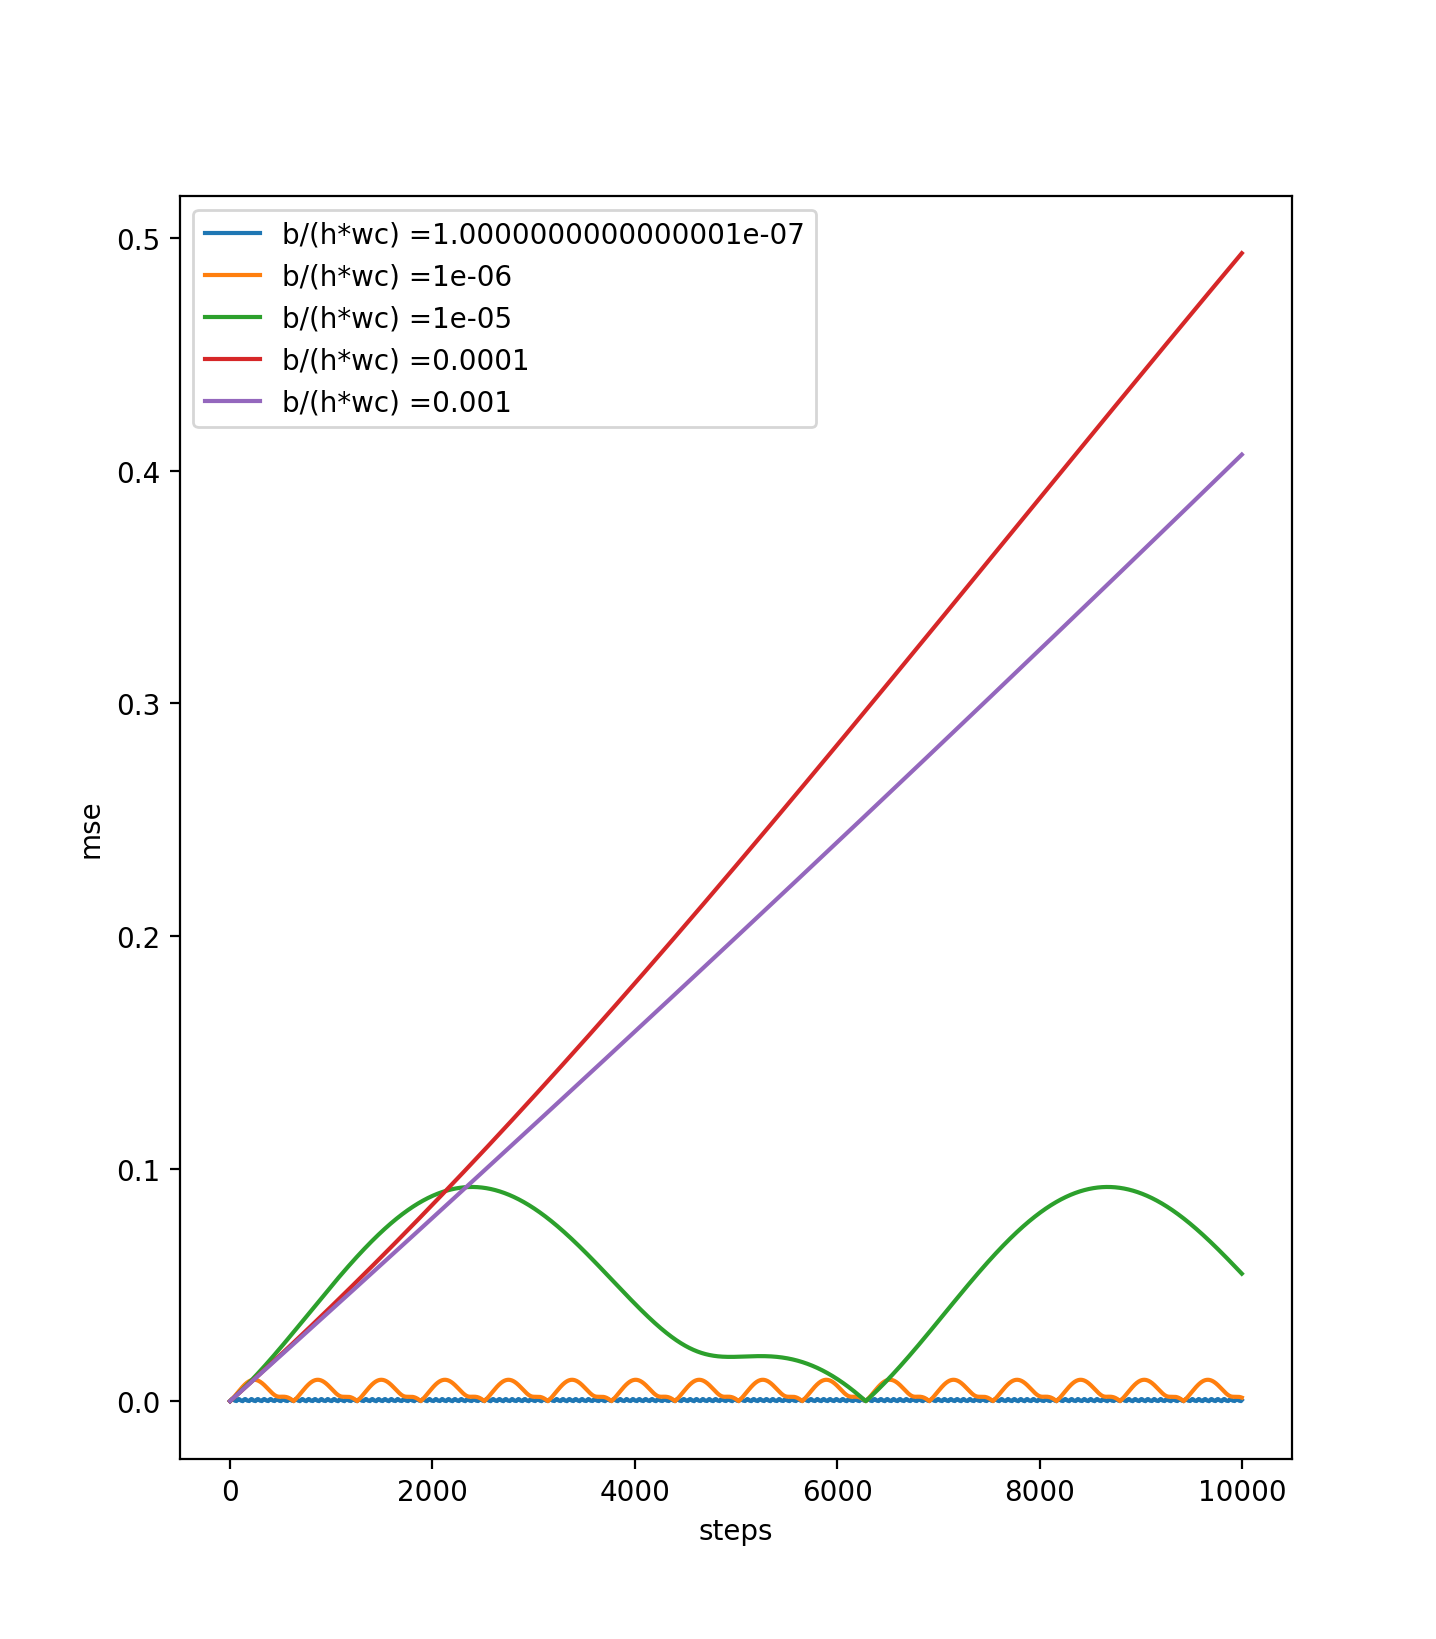 b/(h*wc) =1.0000000000000001e-07
b/(h*wc) =1e-06
b/(h*wc) =1e-05
b/(h*wc) =0.0001
b/(h*wc) =0.001
0.5
0.4
0.3
0.2
0.1
0.0
mse
0 2000 4000 6000 8000 10000
steps